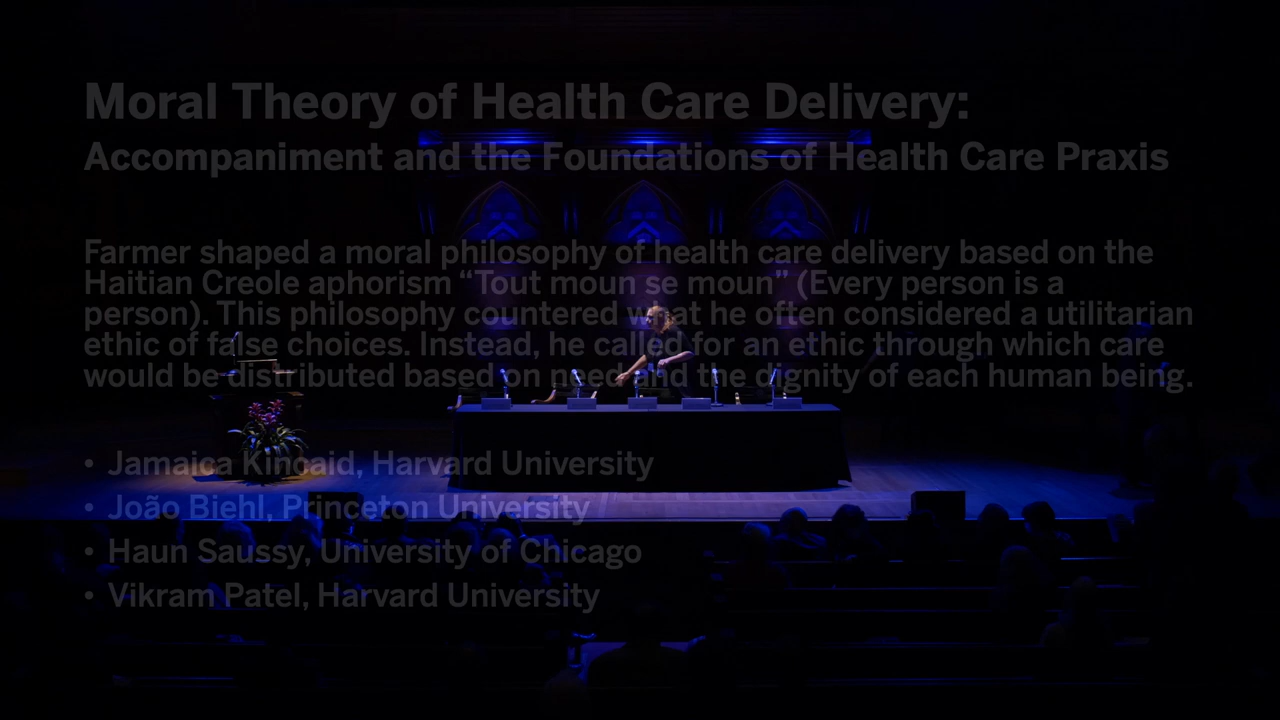 Moral Theory of Health Care Delivery:
Accompaniment and the Foundations of Health Care Praxis
Farmer shaped a moral philosophy of health care delivery based on the
Haitian Creole aphorism “Tout moun se moun” (Every person is a
person). This philosophy countered what he often considered a utilitarian
ethic of false choices. Instead, he called for an ethic through which care
would be distributed based on need and the dignity of each human being.
• Jamaica Kincaid, Harvard University
• João Biehl, Princeton University
• Haun Saussy, University of Chicago
• Vikram Patel, Harvard University